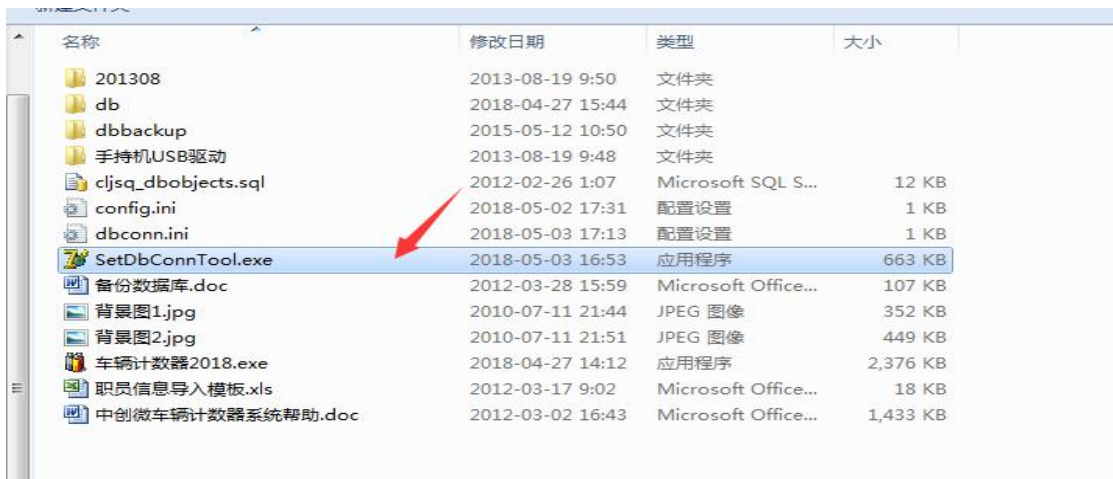 名称 修改日期 类型 大小
201308 2013-08-19 9:50 文件夹
db 2018-04-27 15:44 文件夹
dbbackup 2015-05-12 10:50 文件夹
手持机USB驱动 2013-08-19 9:48 文件夹
cljsq_dbobjects.sql 2012-02-26 1:07 Microsoft SQL S... 12 KB
config.ini 2018-05-02 17:31 配置设置 1 KB
dbconn.ini 2018-05-03 17:13 配置设置 1 KB
SetDbConnTool.exe 2018-05-03 16:53 应用程序 663 KB
备份数据库.doc 2012-03-28 15:59 Microsoft Office... 107 KB
背景图1.jpg 2010-07-11 21:44 JPEG 图像 352 KB
背景图2.jpg 2010-07-11 21:51 JPEG 图像 449 KB
车辆计数器2018.exe 2018-04-27 14:12 应用程序 2,376 KB
职员信息导入模板.xls 2012-03-17 9:02 Microsoft Office... 18 KB
中创微车辆计数器系统帮助.doc 2012-03-02 16:43 Microsoft Office... 1,433 KB